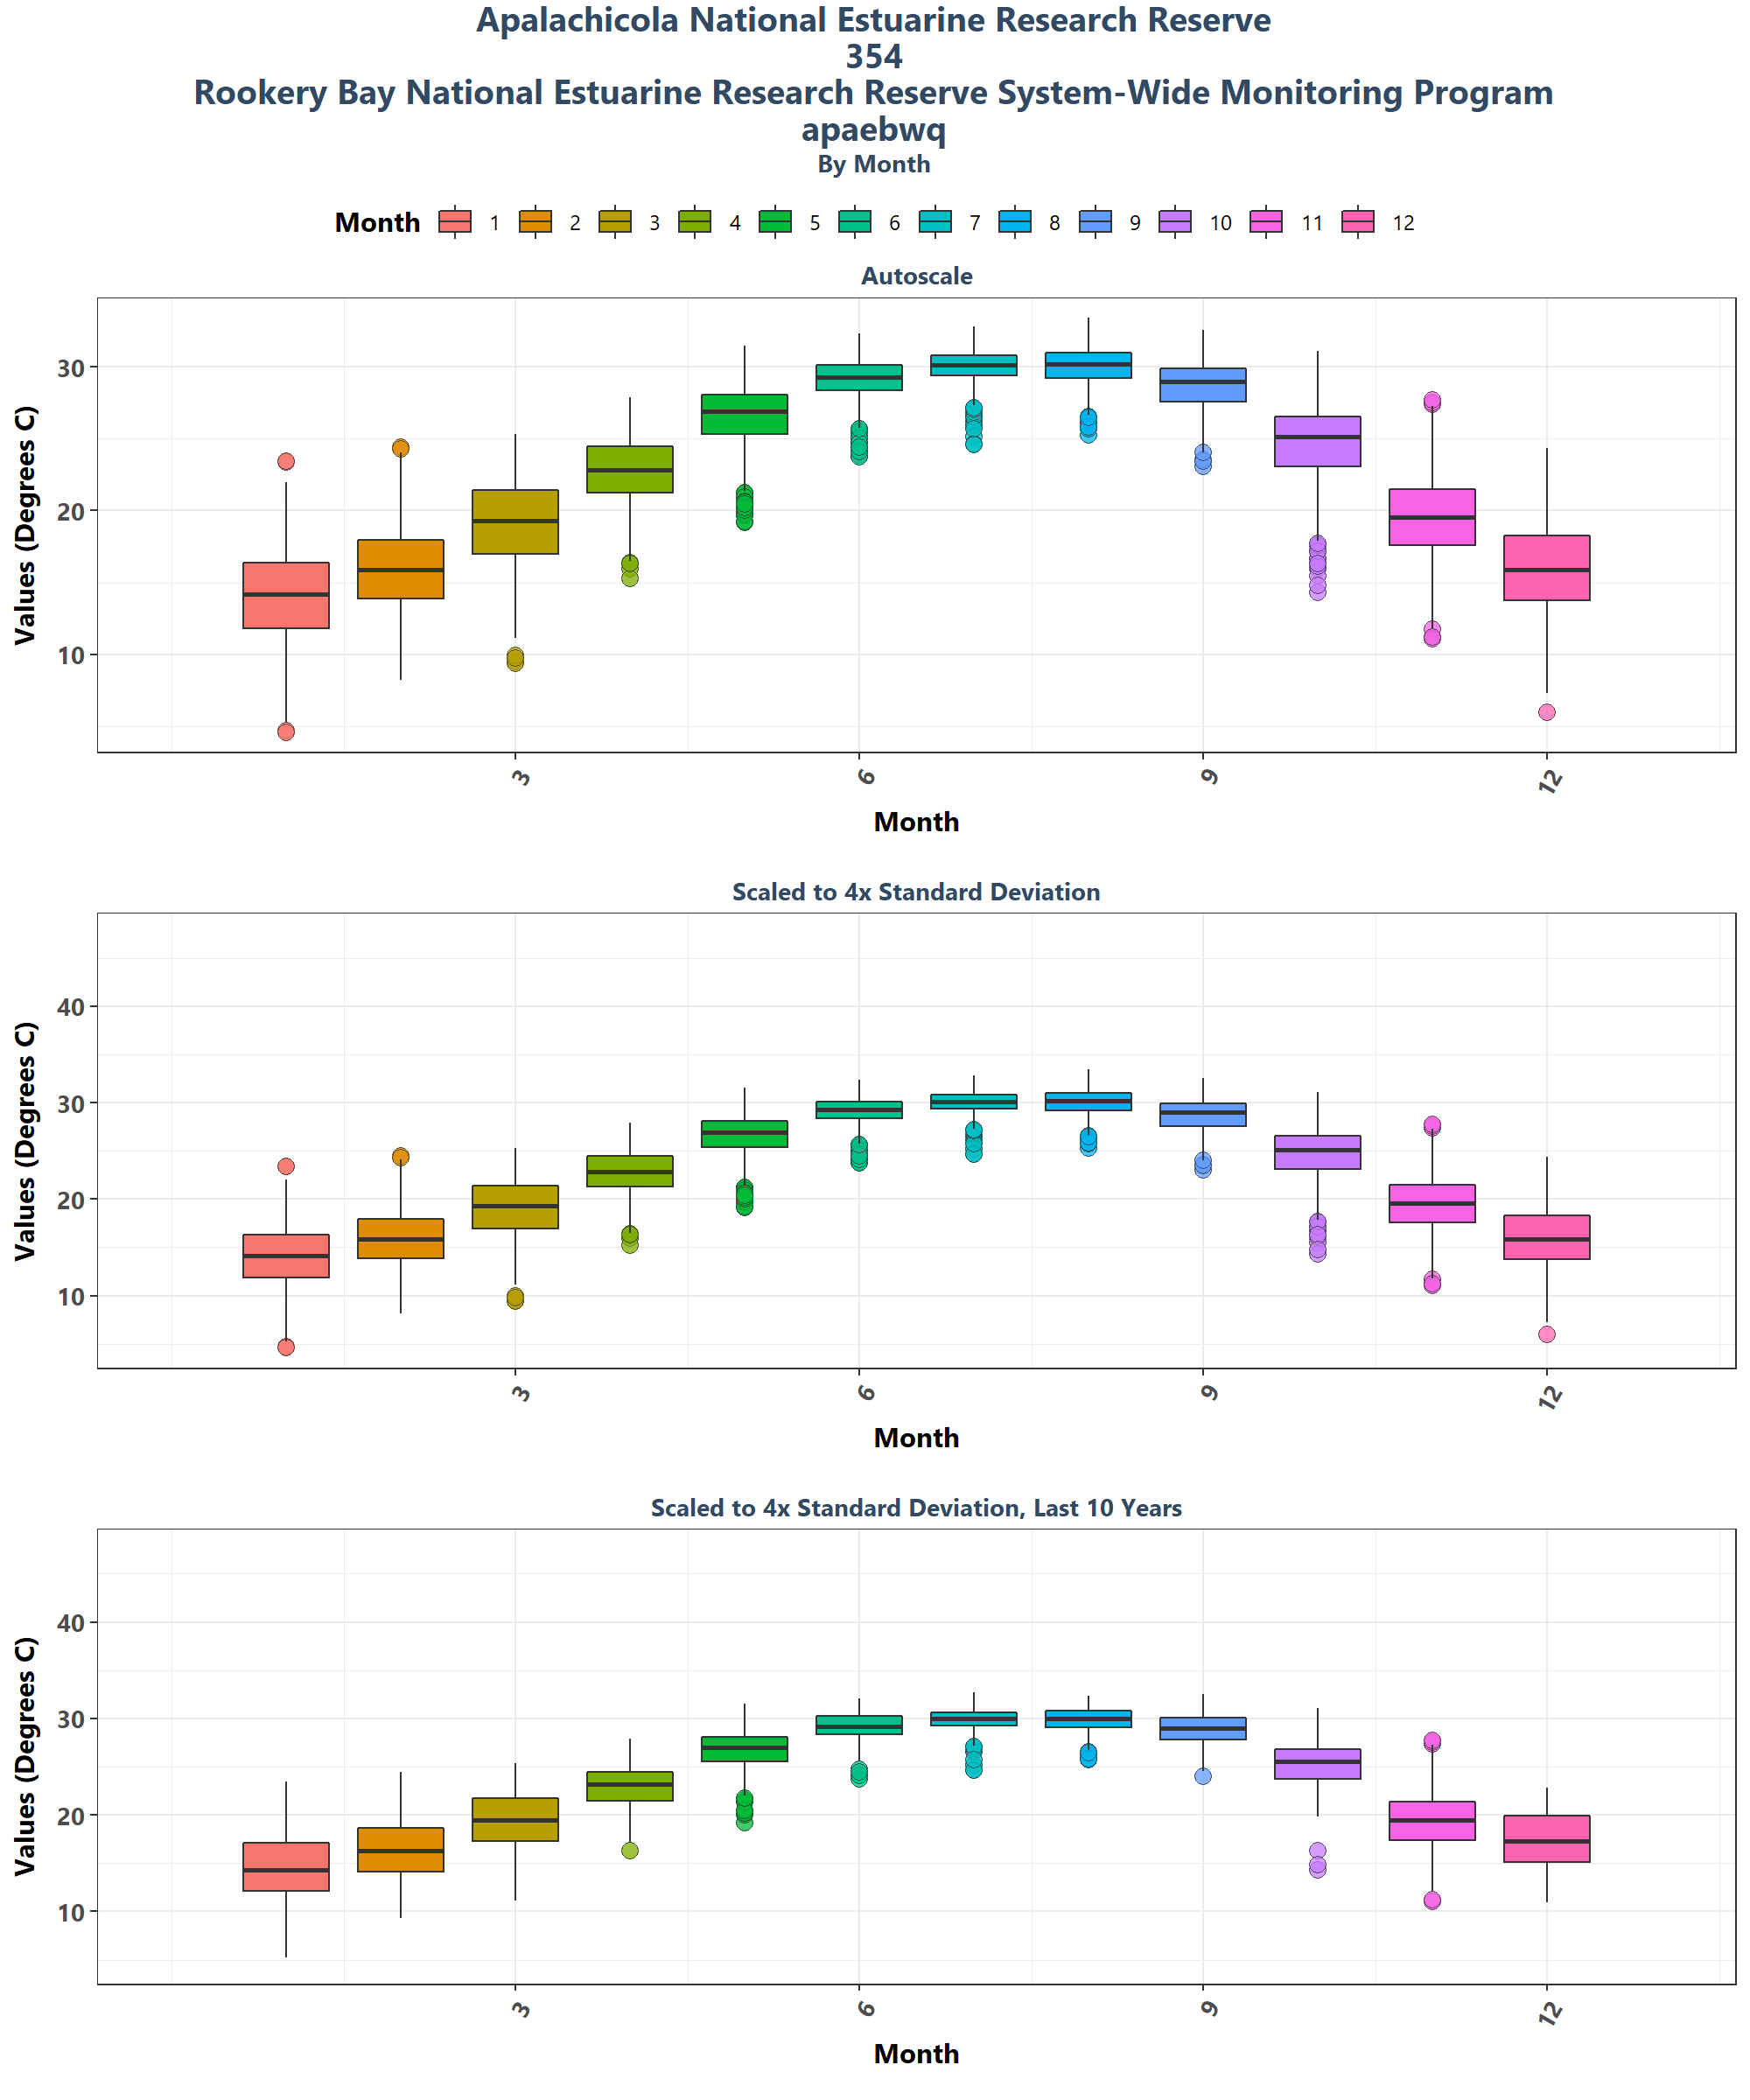 Apalachicola National Estuarine Research Reserve
354
Rookery Bay National Estuarine Research Reserve System-Wide Monitoring Program
apaebwq
By Month
Month 1 2 3 4 5 6 7 8 9 10 11 12
Autoscale
Values (Degrees C)
30
20
10
3 6 9 12
Month
Scaled to 4x Standard Deviation
Values (Degrees C)
40
30
20
10
3 6 9 12
Month
Scaled to 4x Standard Deviation, Last 10 Years
Values (Degrees C)
40
30
20
10
3 6 9 12
Month